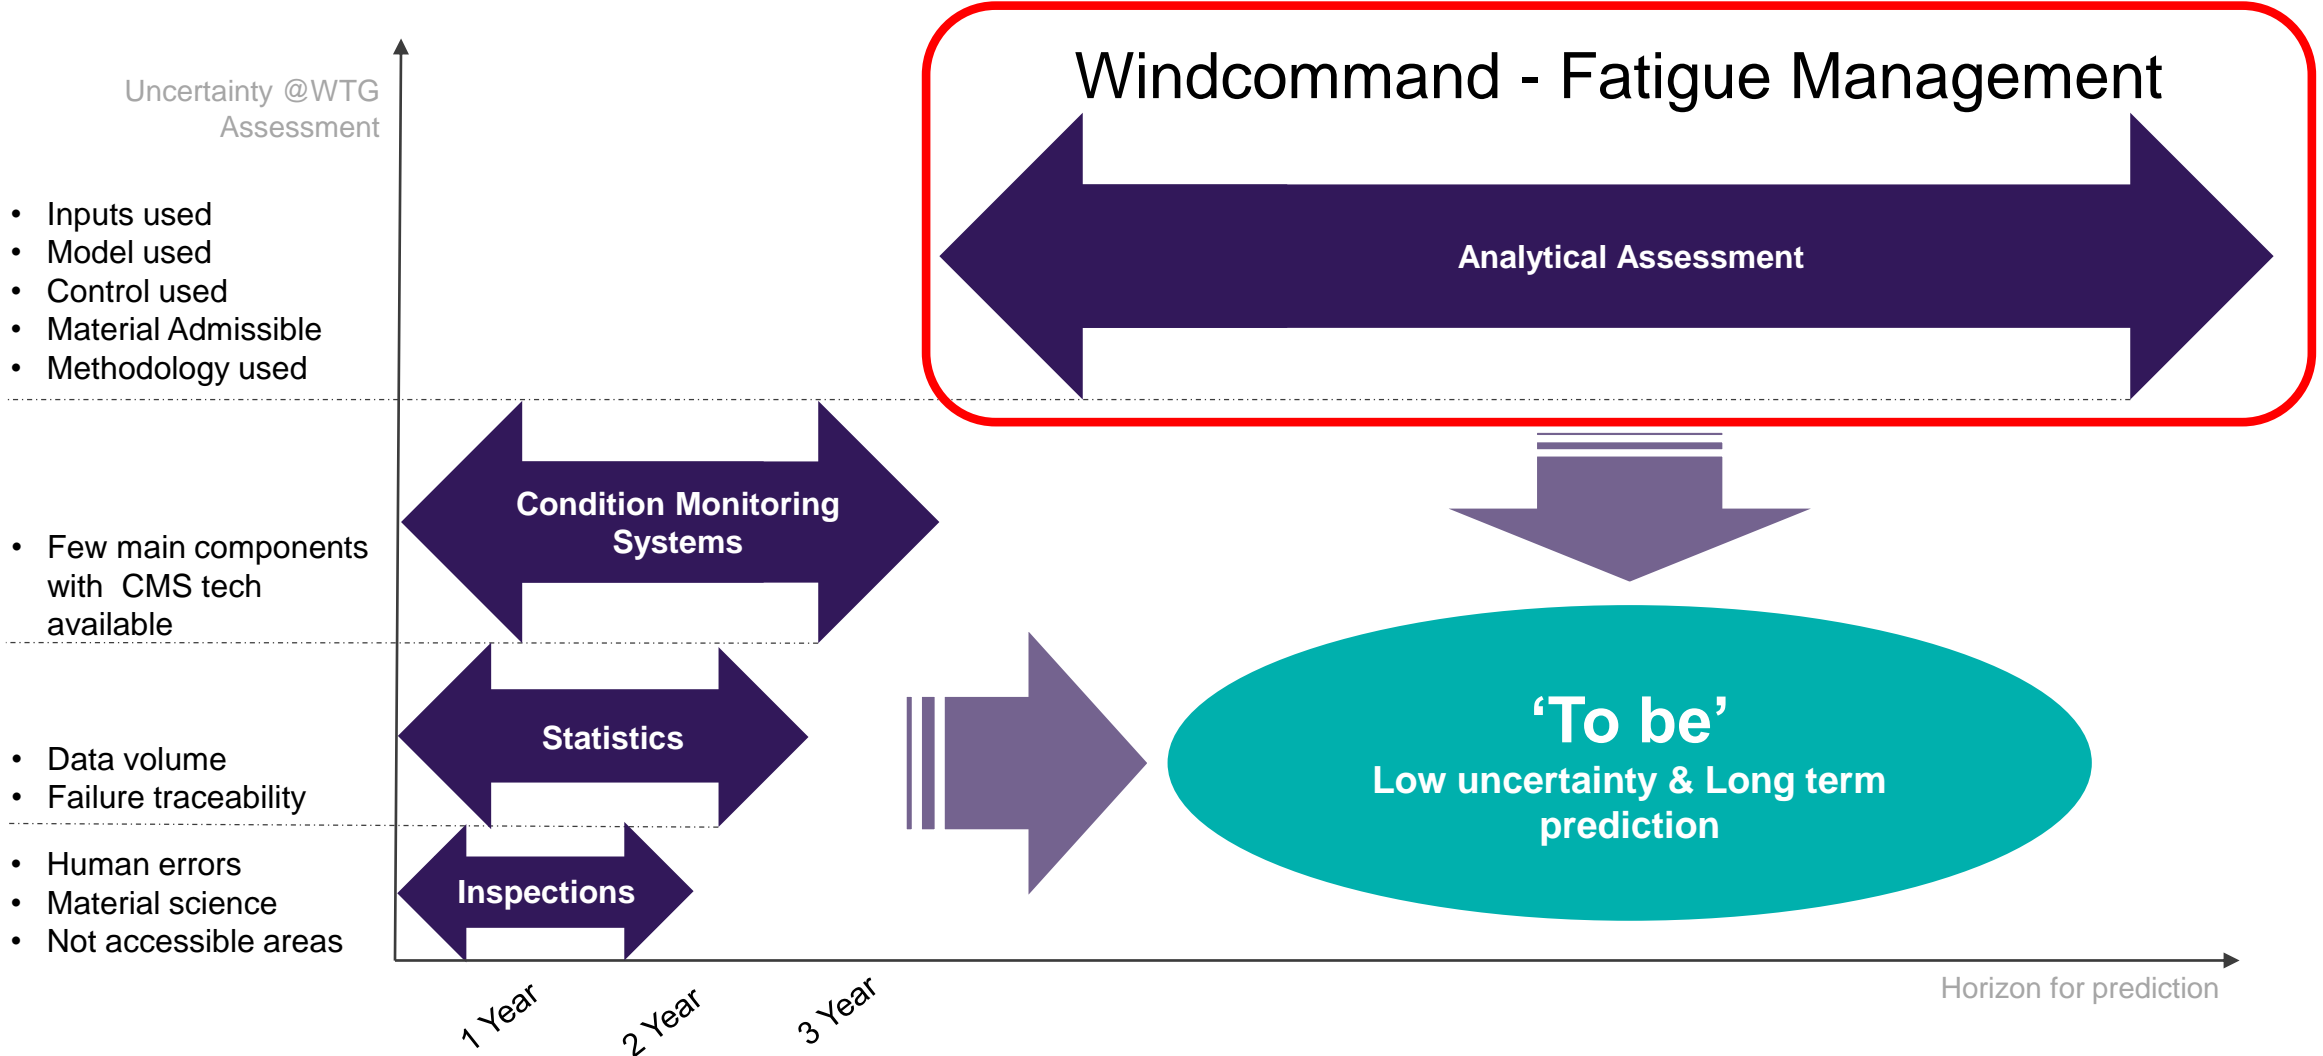 Windcommand - Fatigue Management
Uncertainty @WTG
Assessment
• Inputs used
• Model used
• Control used
• Material Admissible
• Methodology used
Analytical Assessment
Condition Monitoring
Systems
• Few main components
with CMS tech
available
Statistics
• Data volume
• Failure traceability
‘To be’
Low uncertainty & Long term
prediction
• Human errors
• Material science
• Not accessible areas
Inspections
Horizon for prediction
1 Year
2 Year
3 Year